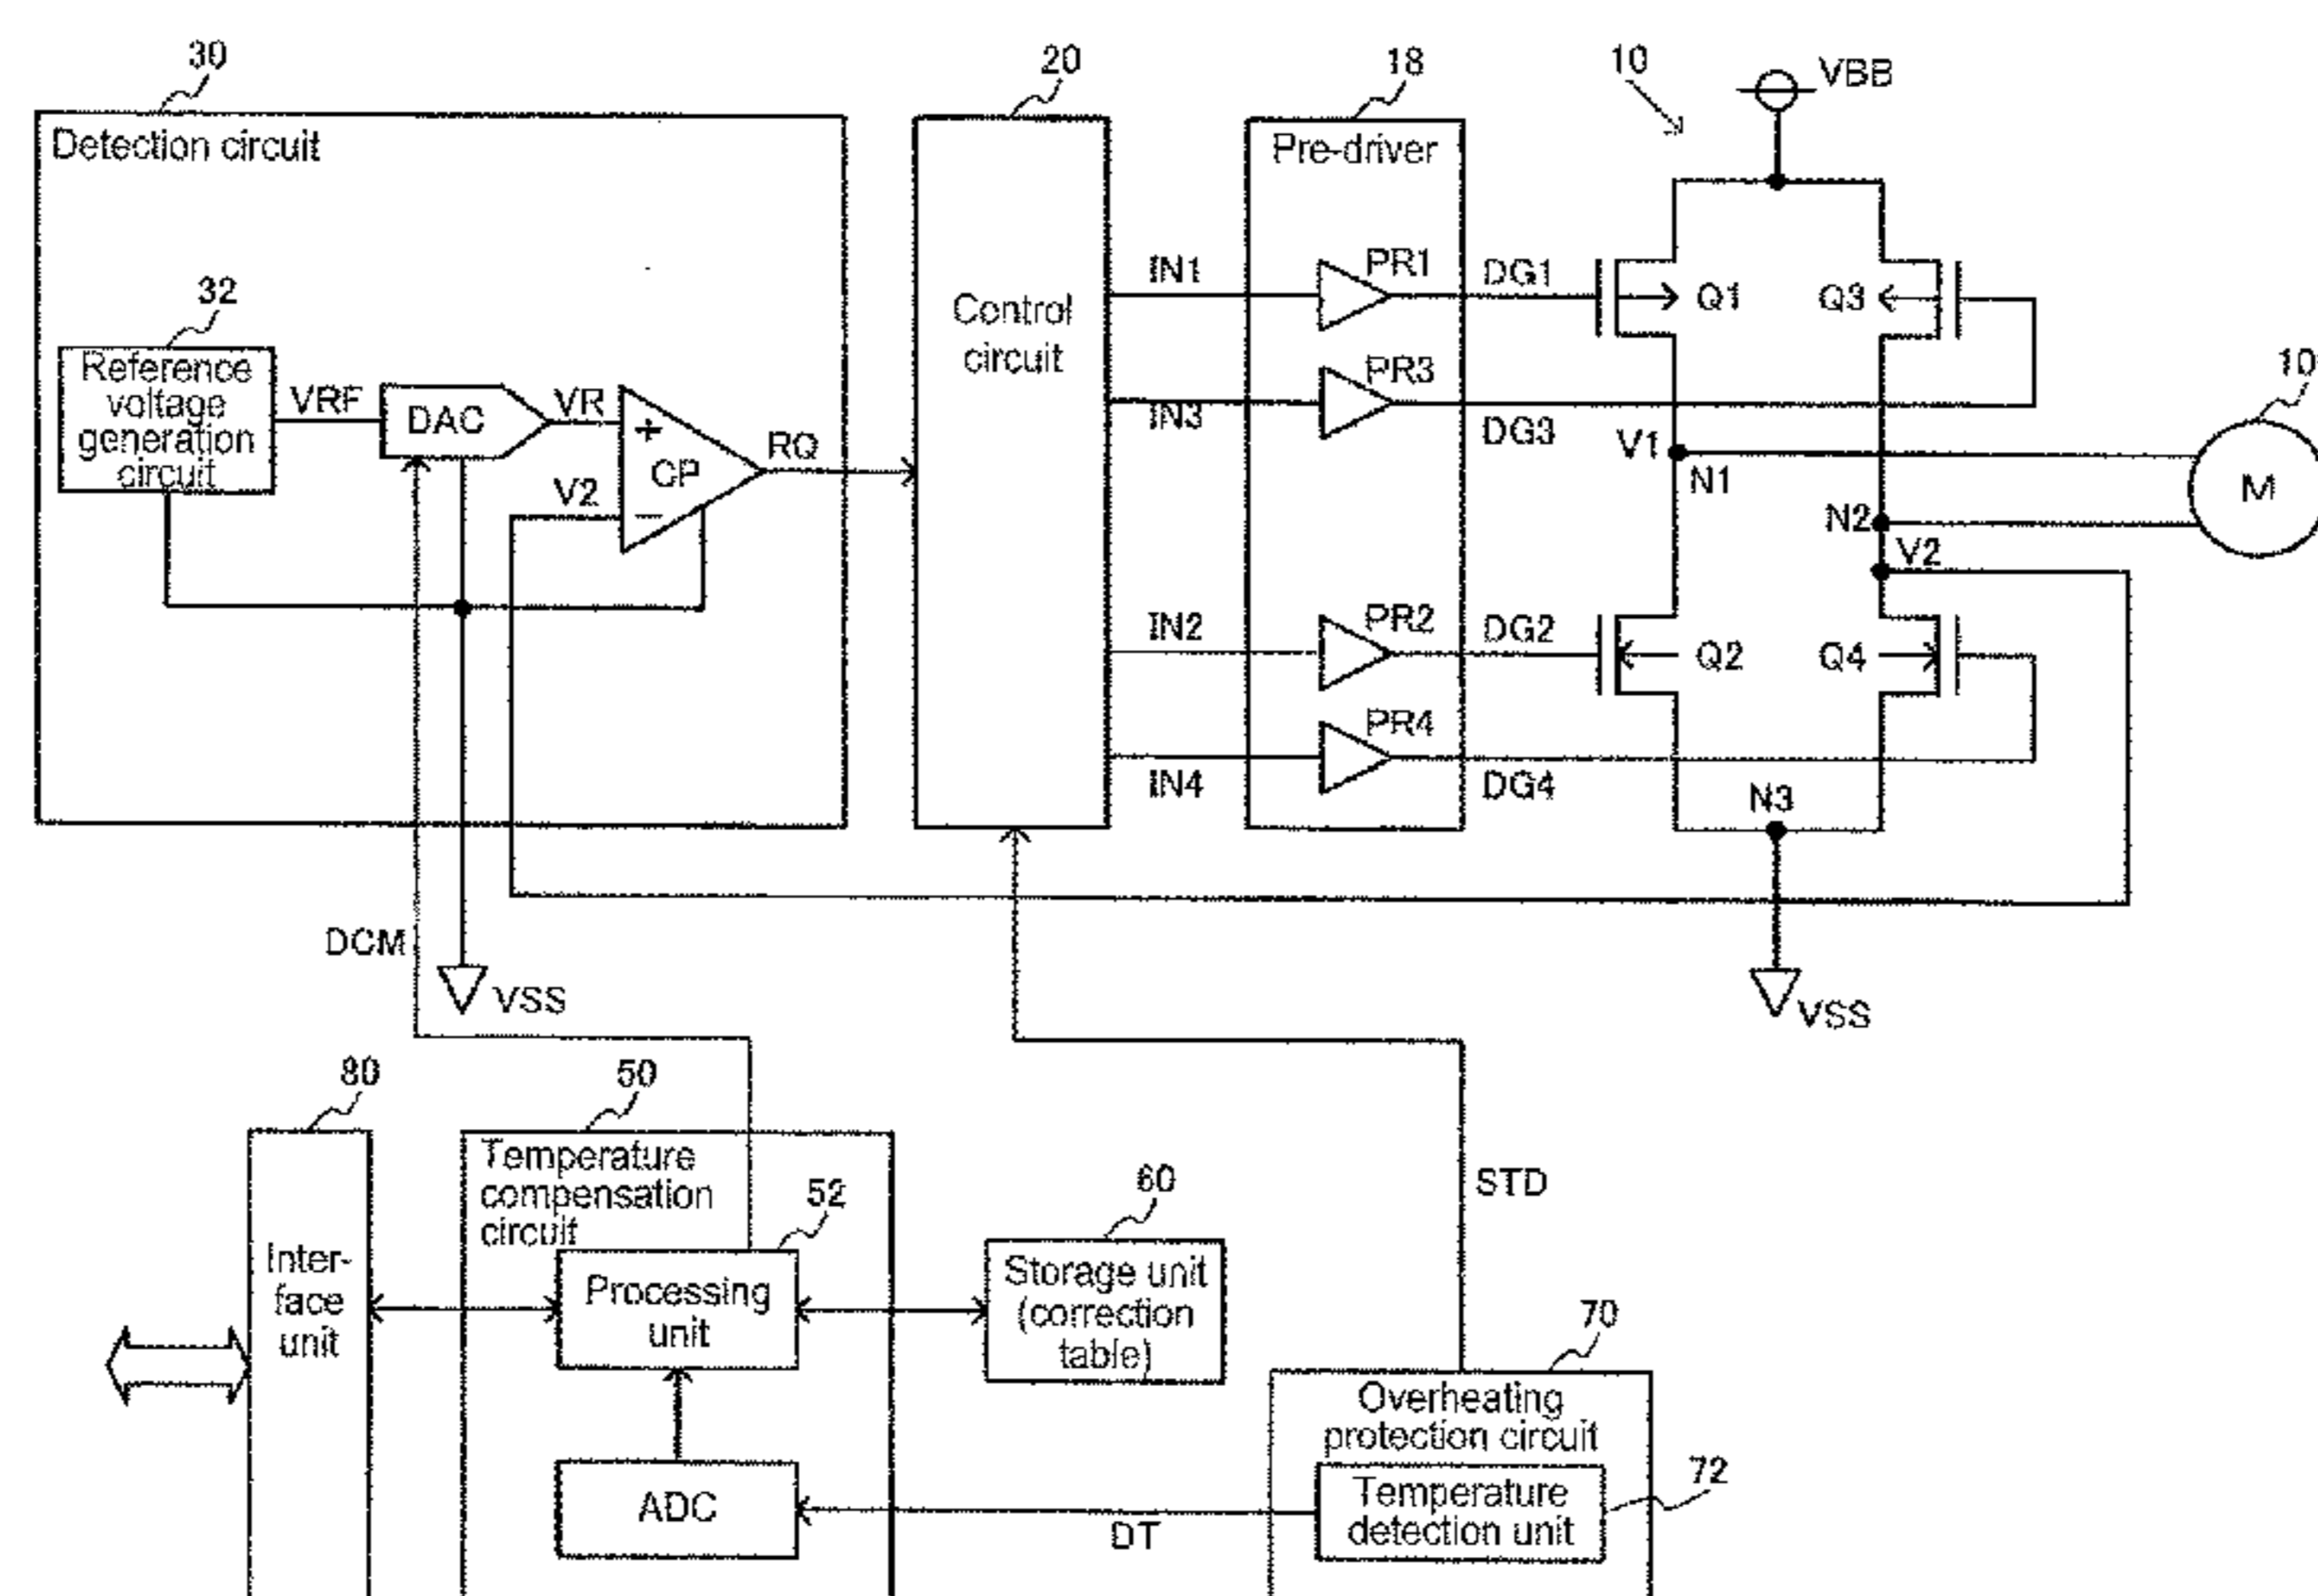 30
20
18
10
VBB
Detection circuit
Pre-driver
32
Reference
voltage
generation
circuit
VRF
DAC
VR
+
CP
−
V2
RQ
Control
circuit
IN1
PR1
DG1
Q1
Q3
IN3
PR3
DG3
V1
N1
N2
V2
10
M
IN2
PR2
DG2
Q2
Q4
IN4
PR4
DG4
N3
DCM
VSS
VSS
80
50
Temperature
compensation
circuit
52
60
STD
Inter-
face
unit
Processing
unit
Storage unit
(correction
table)
70
Overheating
protection circuit
72
ADC
DT
Temperature
detection unit